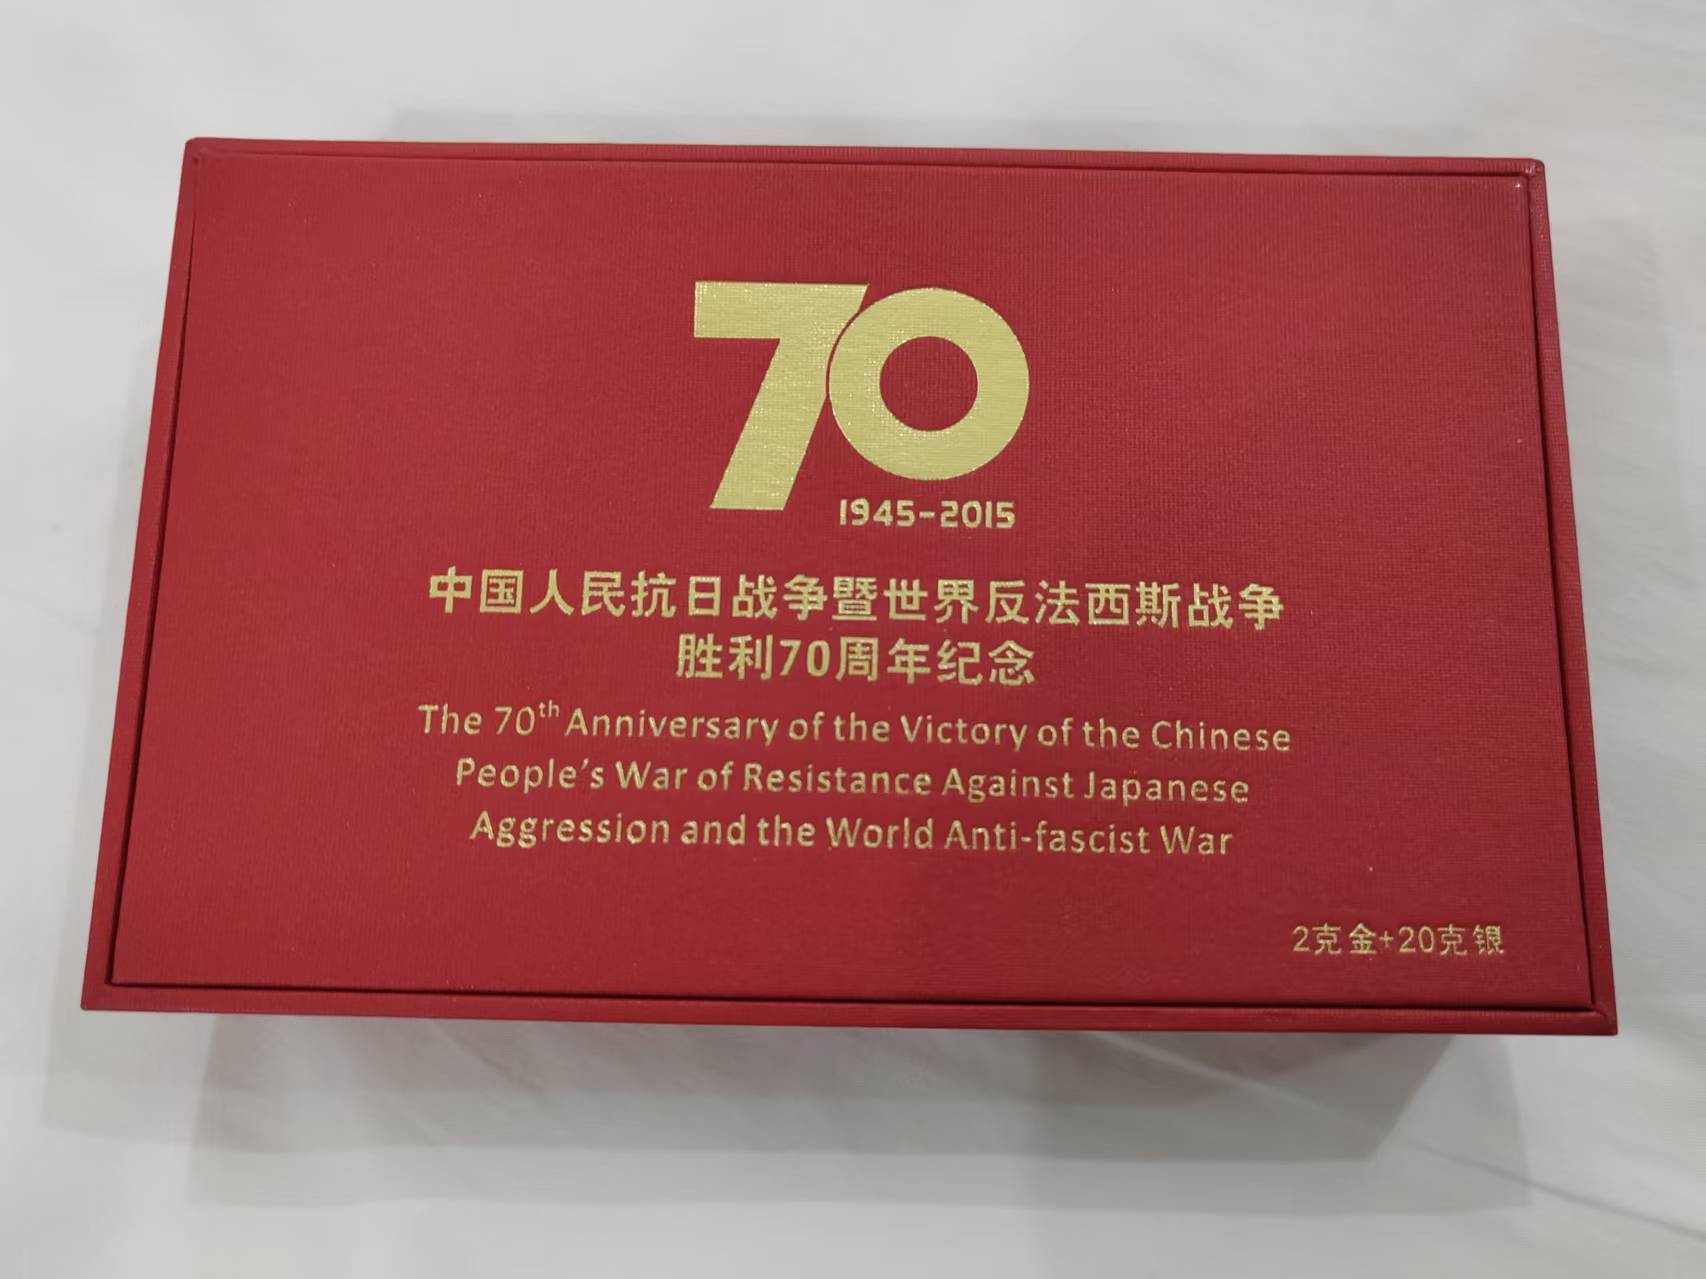 70
1945-2015
中国人民抗日战争暨世界反法西斯战争
胜利70周年纪念
The 70th Anniversary of the Victory of the Chinese
People's War of Resistance Against Japanese
Aggression and the World Anti-fascist War
2克金+20克银